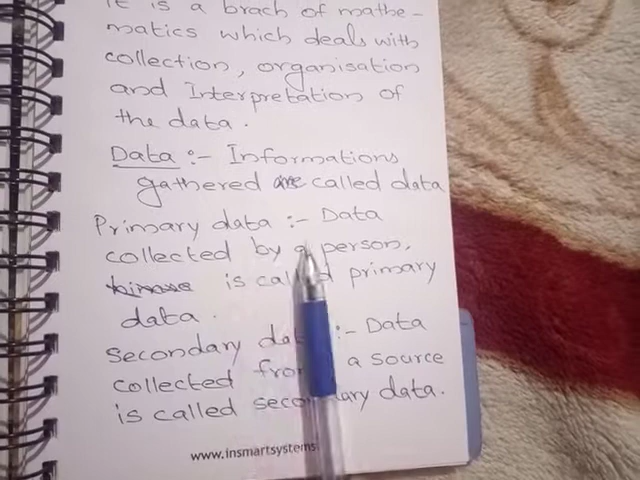 it is a brach of mathe-
matics which deals with
collection, organisation
and Interpretation of
the data.
Data :- Informations
gathered are called data
Primary data :- Data
collected by a person,
is called primary
data.
Secondary data :- Data
collected from a source
is called secondary data.
www.insmartsystems